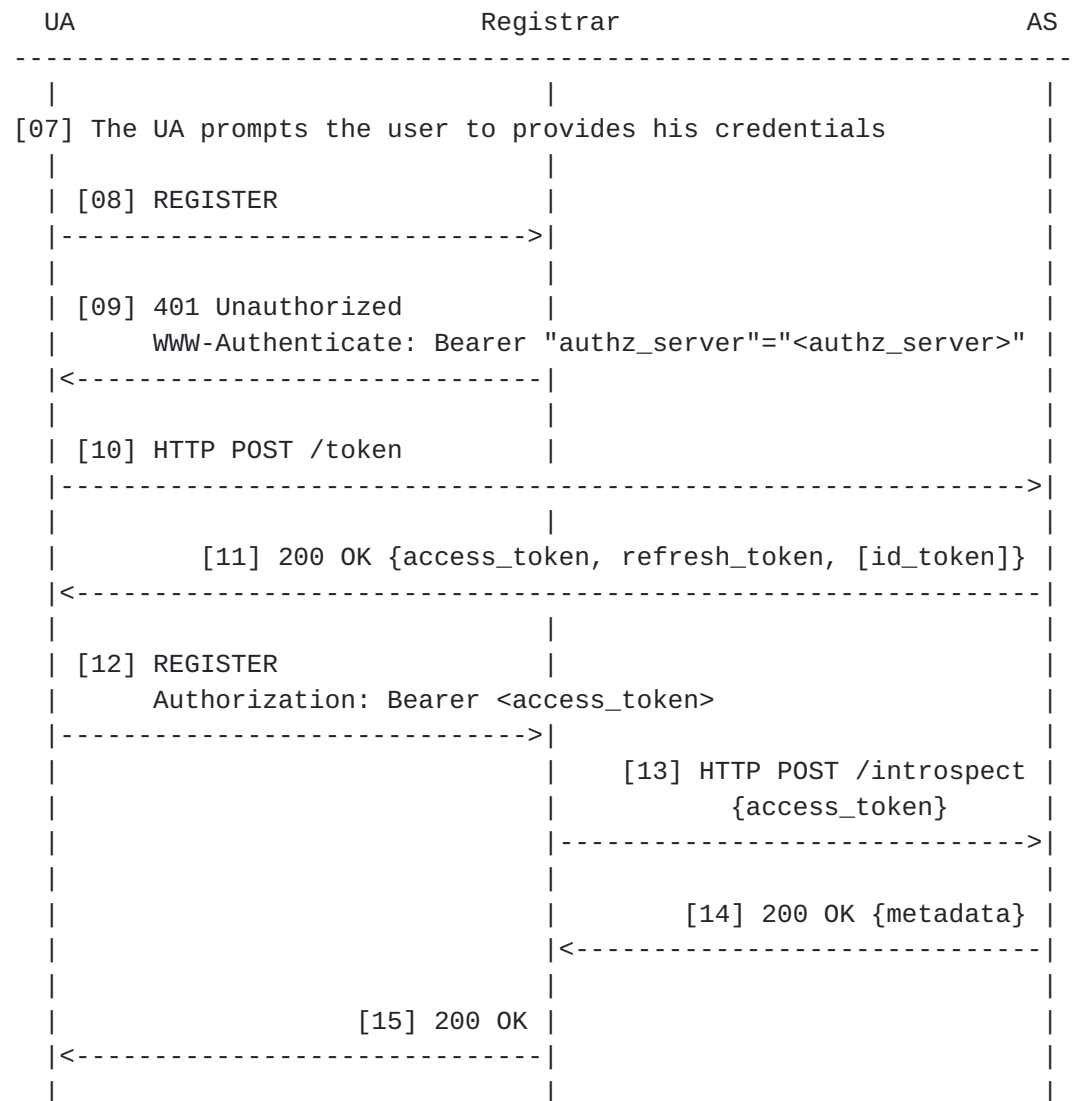 UA Registrar AS
---------------------------------------------------------------------
| | |
[07] The UA prompts the user to provides his credentials |
| | |
| [08] REGISTER | |
|------------------------------>| |
| | |
| [09] 401 Unauthorized | |
| WWW-Authenticate: Bearer "authz_server"="<authz_server>" |
|<------------------------------| |
| | |
| [10] HTTP POST /token | |
|-------------------------------------------------------------->|
| | |
| [11] 200 OK {access_token, refresh_token, [id_token]} |
|<--------------------------------------------------------------|
| | |
| [12] REGISTER | |
| Authorization: Bearer <access_token> |
|------------------------------>| |
| | [13] HTTP POST /introspect |
| | {access_token} |
| |------------------------------>|
| | |
| | [14] 200 OK {metadata} |
| |<------------------------------|
| | |
| [15] 200 OK | |
|<------------------------------| |
| | |